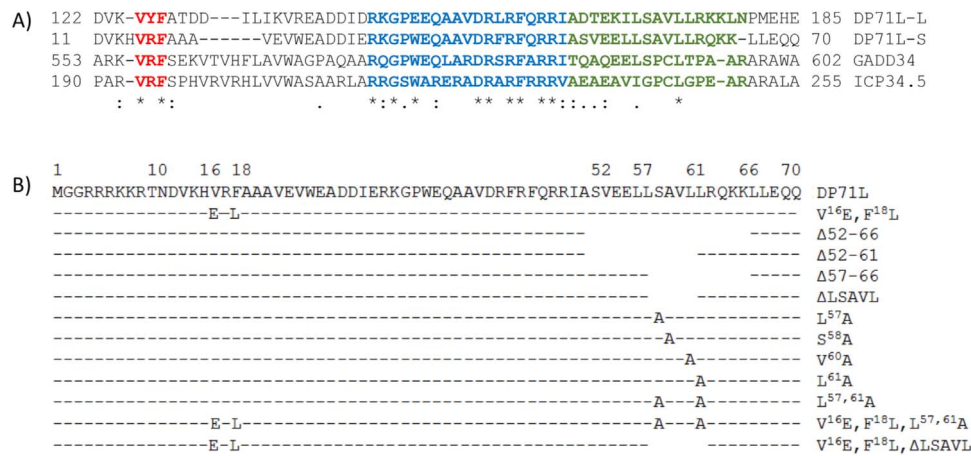 A) 122 DVK-VYFATDD---ILIKVREADDIDRKGPEEQAAVDRLRFQRRIADTEKILSAVLLRKKLNPMEHE 185 DP71L-L
11 DVKHVRFAAA------VEVWEADDIERKGPWEQAAVDRFRFQRRIASVEELLSAVLLRQKK-LLEQQ 70 DP71L-S
553 ARK-VRFSEKVTVHFLAVWAGPAQAARQGPWEQLARDRSRFARRITQAQEELSPCLTPA-ARARAWA 602 GADD34
190 PAR-VRFSPHVRVRHLVVWASAARLARRGSWARERADRSRFRRRVAEAEAVIGPCLGPE-ARARALA 255 ICP34.5
: * *: . *:*.* : ** ** **::.. : . *
1 10 16 18 52 57 61 66 70
B) MGGRRRKKRTNDVKHVRFAAAVEVWEADDIERKGPWEQAAVDRFRFQRRIASVEELLSAVLLRQKKLLEQQ DP71L
---------------E-L---------------------------------------------------- V¹⁶E,F¹⁸L
-------------------------------------------------- ----- Δ52-66
-------------------------------------------------- ---------- Δ52-61
-------------------------------------------------------- ----- Δ57-66
-------------------------------------------------------- ---------- ΔLSAVL
---------------------------------------------------------A------------- L⁵⁷A
----------------------------------------------------------A------------ S⁵⁸A
------------------------------------------------------------A---------- V⁶⁰A
-------------------------------------------------------------A--------- L⁶¹A
---------------------------------------------------------A---A--------- L⁵⁷,⁶¹A
---------------E-L---------------------------------------A---A--------- V¹⁶E,F¹⁸L,L⁵⁷,⁶¹A
---------------E-L-------------------------------------- --------- V¹⁶E,F¹⁸L,ΔLSAVL